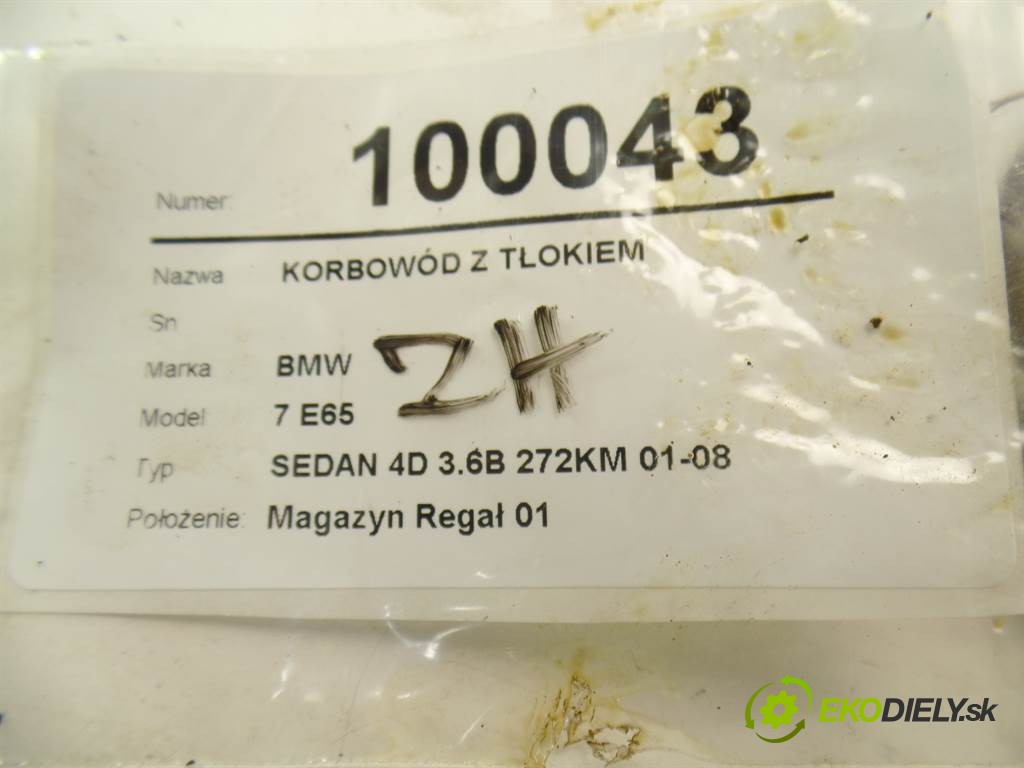 Numer: 100043
Nazwa KORBOWÓD Z TŁOKIEM
Sn
Marka BMW
Model 7 E65
Typ SEDAN 4D 3.6B 272KM 01-08
Położenie: Magazyn Regał 01
EKODIELY.sk